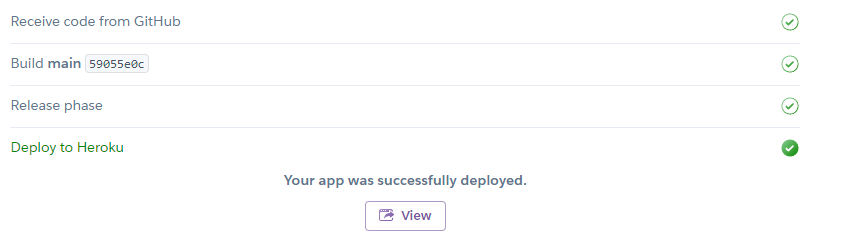 Receive code from GitHub
Build main 59055e0c
Release phase
Deploy to Heroku
Your app was successfully deployed.
View